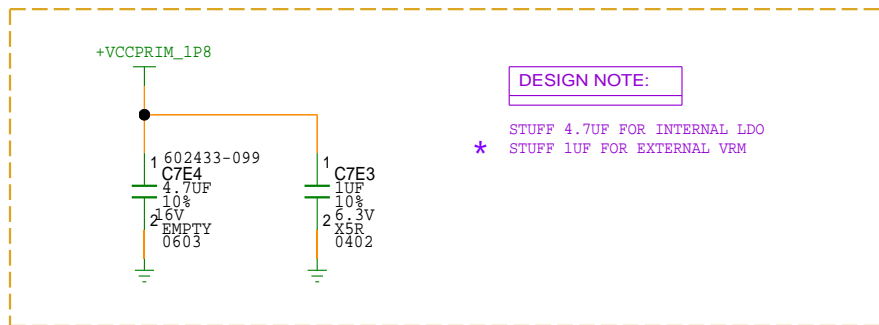 +VCCPRIM_1P8
DESIGN NOTE:
STUFF 4.7UF FOR INTERNAL LDO
* STUFF 1UF FOR EXTERNAL VRM
1 602433-099
C7E4
4.7UF
10%
16V
2 EMPTY
0603
1
C7E3
1UF
10%
6.3V
2 X5R
0402